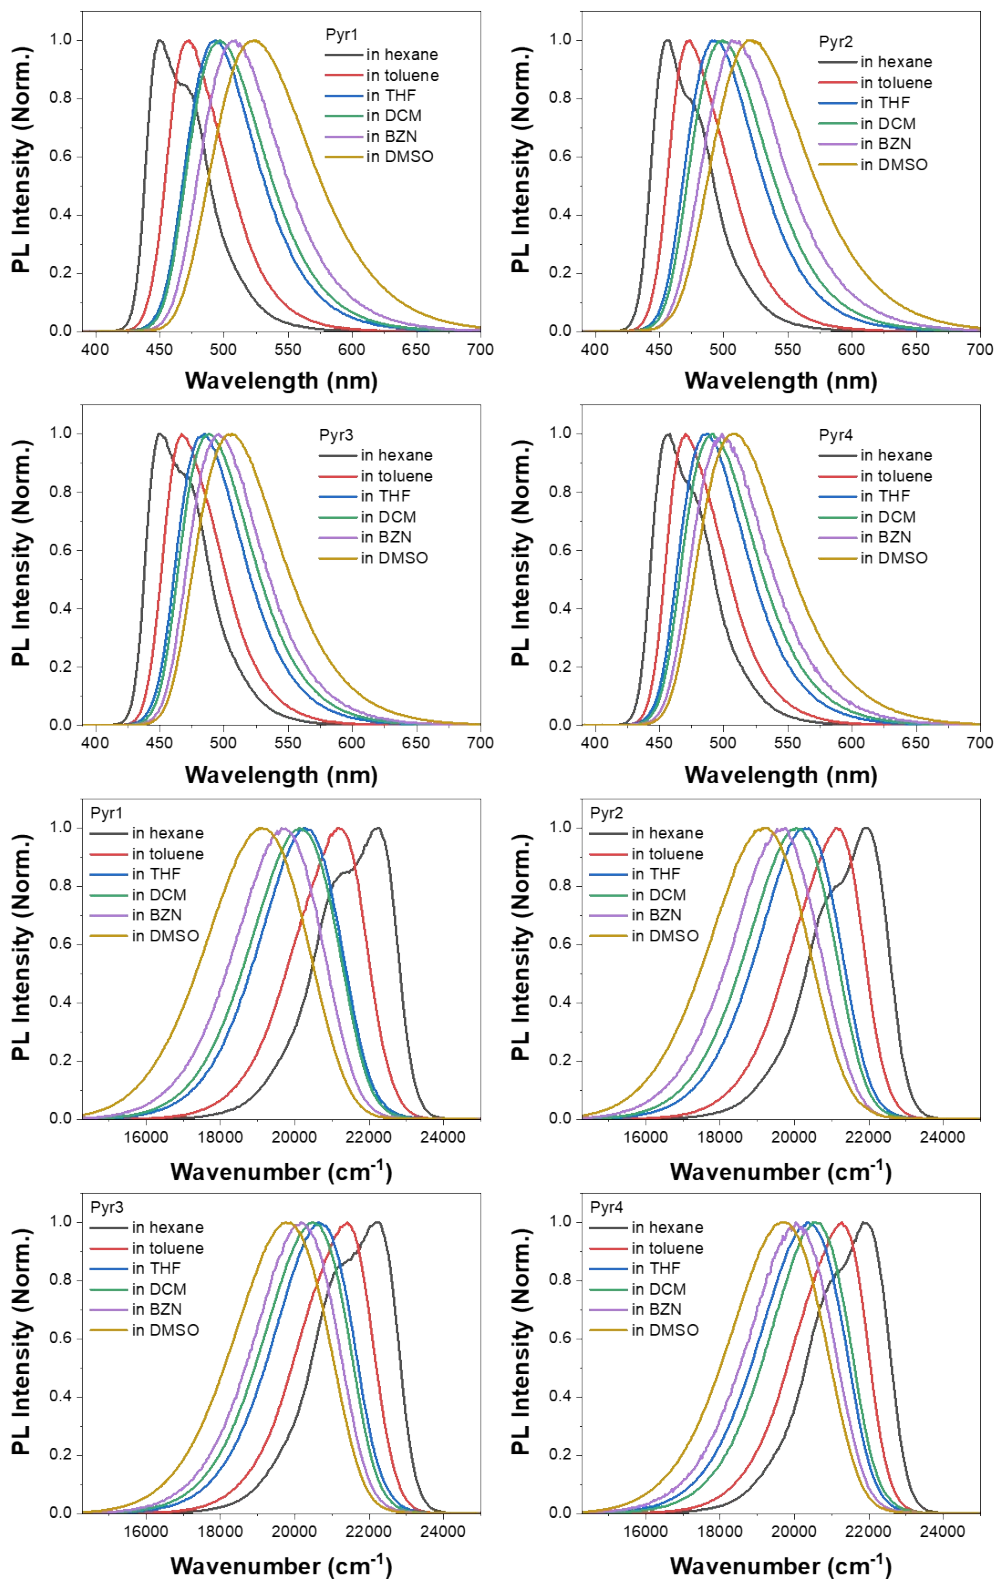 Pyr1
in hexane
in toluene
in THF
in DCM
in BZN
in DMSO
PL Intensity (Norm.)
1.0
0.8
0.6
0.4
0.2
0.0
400 450 500 550 600 650 700
Wavelength (nm)
Pyr2
in hexane
in toluene
in THF
in DCM
in BZN
in DMSO
PL Intensity (Norm.)
1.0
0.8
0.6
0.4
0.2
0.0
400 450 500 550 600 650 700
Wavelength (nm)
Pyr3
in hexane
in toluene
in THF
in DCM
in BZN
in DMSO
PL Intensity (Norm.)
1.0
0.8
0.6
0.4
0.2
0.0
400 450 500 550 600 650 700
Wavelength (nm)
Pyr4
in hexane
in toluene
in THF
in DCM
in BZN
in DMSO
PL Intensity (Norm.)
1.0
0.8
0.6
0.4
0.2
0.0
400 450 500 550 600 650 700
Wavelength (nm)
Pyr1
in hexane
in toluene
in THF
in DCM
in BZN
in DMSO
PL Intensity (Norm.)
1.0
0.8
0.6
0.4
0.2
0.0
16000 18000 20000 22000 24000
Wavenumber (cm⁻¹)
Pyr2
in hexane
in toluene
in THF
in DCM
in BZN
in DMSO
PL Intensity (Norm.)
1.0
0.8
0.6
0.4
0.2
0.0
16000 18000 20000 22000 24000
Wavenumber (cm⁻¹)
Pyr3
in hexane
in toluene
in THF
in DCM
in BZN
in DMSO
PL Intensity (Norm.)
1.0
0.8
0.6
0.4
0.2
0.0
16000 18000 20000 22000 24000
Wavenumber (cm⁻¹)
Pyr4
in hexane
in toluene
in THF
in DCM
in BZN
in DMSO
PL Intensity (Norm.)
1.0
0.8
0.6
0.4
0.2
0.0
16000 18000 20000 22000 24000
Wavenumber (cm⁻¹)